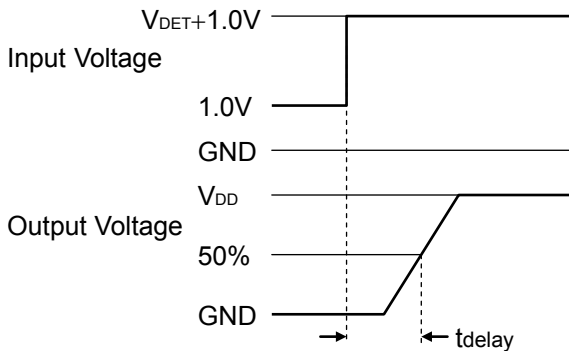 VDET+1.0V
Input Voltage
1.0V
GND
VDD
Output Voltage
50%
GND
tdelay